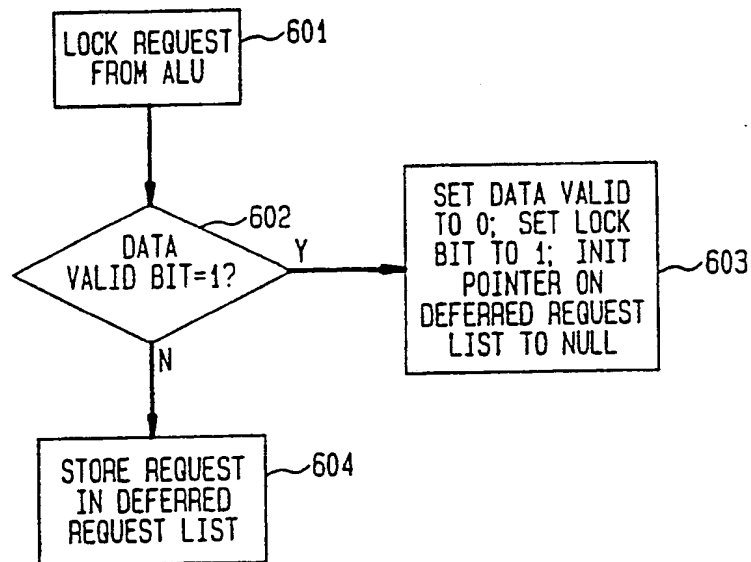 LOCK REQUEST
FROM ALU
601
DATA
VALID BIT=1?
602
Y
N
SET DATA VALID
TO 0; SET LOCK
BIT TO 1; INIT
POINTER ON
DEFERRED REQUEST
LIST TO NULL
603
STORE REQUEST
IN DEFERRED
REQUEST LIST
604